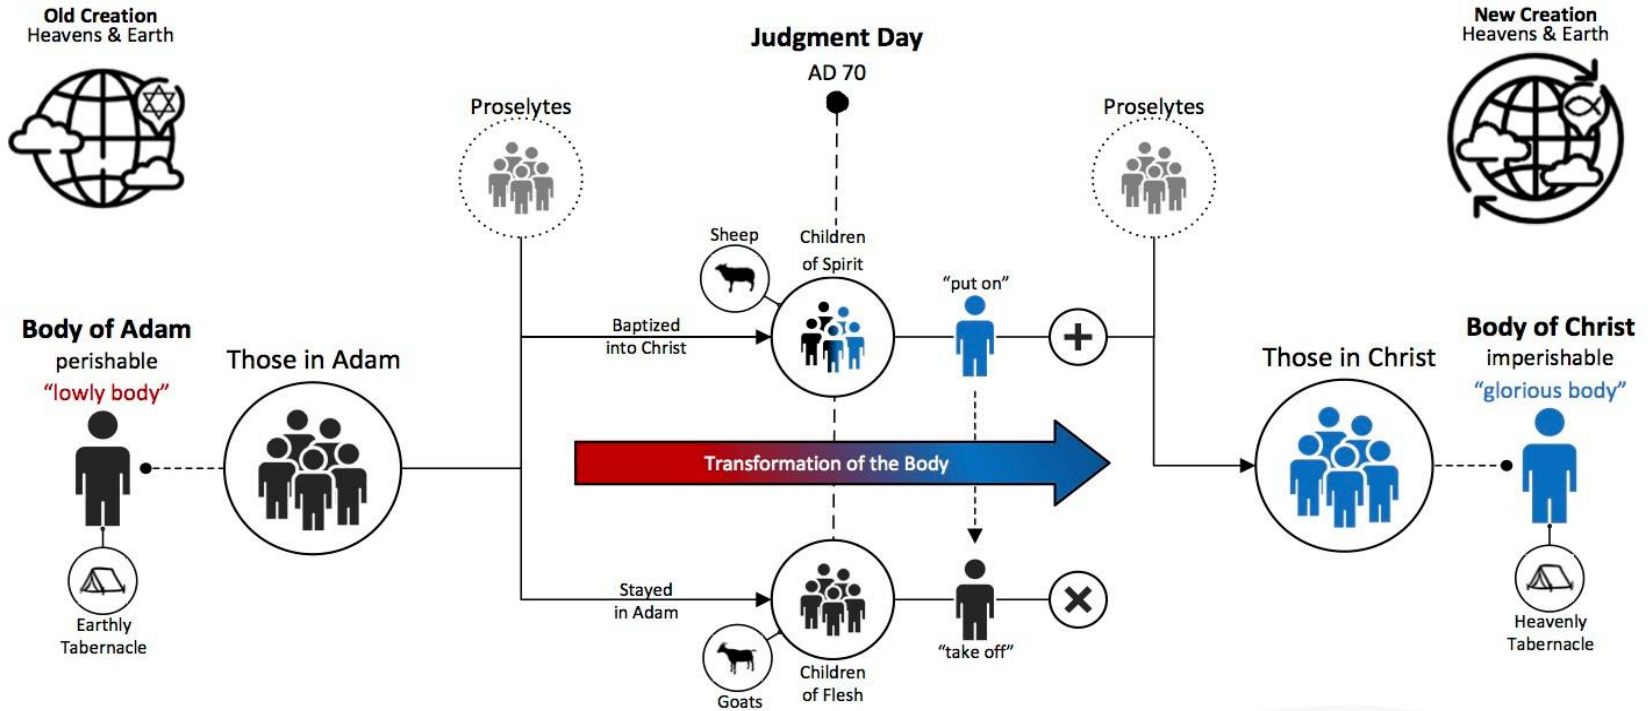 Old Creation
Heavens & Earth
Judgment Day
AD 70
New Creation
Heavens & Earth
Proselytes
Proselytes
Sheep
Children
of Spirit
“put on”
Baptized
into Christ
Body of Adam
perishable
“lowly body”
Those in Adam
Those in Christ
Body of Christ
imperishable
“glorious body”
Transformation of the Body
Earthly
Tabernacle
Stayed
in Adam
Goats
Children
of Flesh
“take off”
Heavenly
Tabernacle